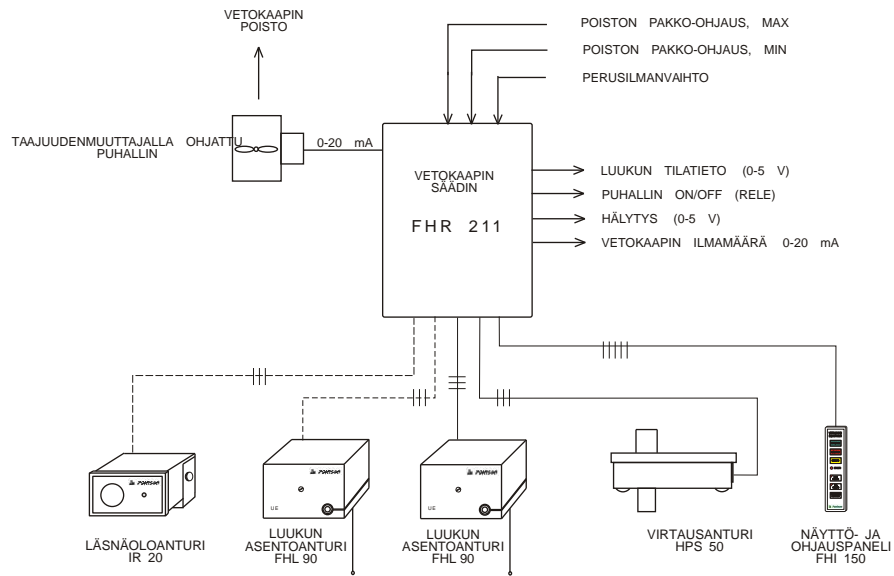 VETOKAAPIN
POISTO
POISTON PAKKO-OHJAUS, MAX
POISTON PAKKO-OHJAUS, MIN
PERUSILMANVAIHTO
TAAJUUDENMUUTTAJALLA OHJATTU
PUHALLIN
0-20 mA
VETOKAAPIN
SÄÄDIN
FHR 211
LUUKUN TILATIETO (0-5 V)
PUHALLIN ON/OFF (RELE)
HÄLYTYS (0-5 V)
VETOKAAPIN ILMAMÄÄRÄ 0-20 mA
UE
UE
LÄSNÄOLOANTURI
IR 20
LUUKUN
ASENTOANTURI
FHL 90
LUUKUN
ASENTOANTURI
FHL 90
VIRTAUSANTURI
HPS 50
NÄYTTÖ- JA
OHJAUSPANELI
FHI 150